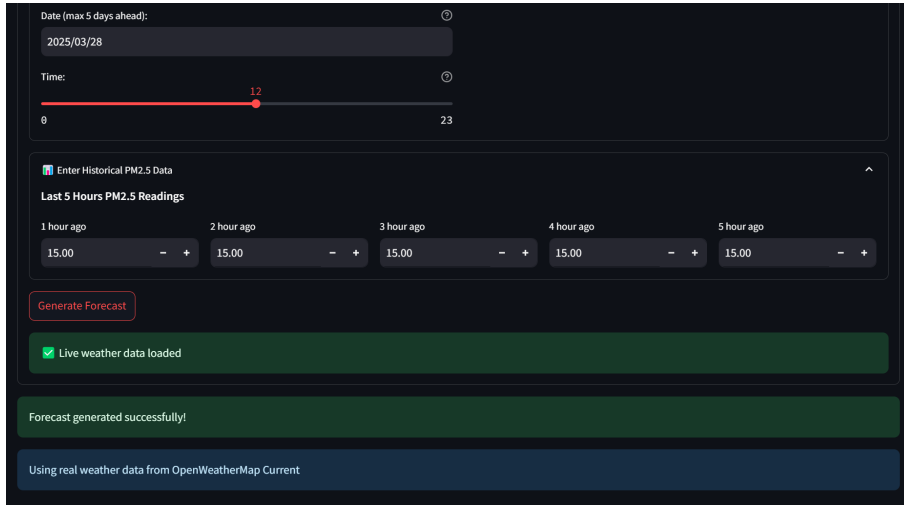 Date (max 5 days ahead):
2025/03/28
Time:
12
0 23
Enter Historical PM2.5 Data
Last 5 Hours PM2.5 Readings
1 hour ago 2 hour ago 3 hour ago 4 hour ago 5 hour ago
15.00 − + 15.00 − + 15.00 − + 15.00 − + 15.00 − +
Generate Forecast
Live weather data loaded
Forecast generated successfully!
Using real weather data from OpenWeatherMap Current